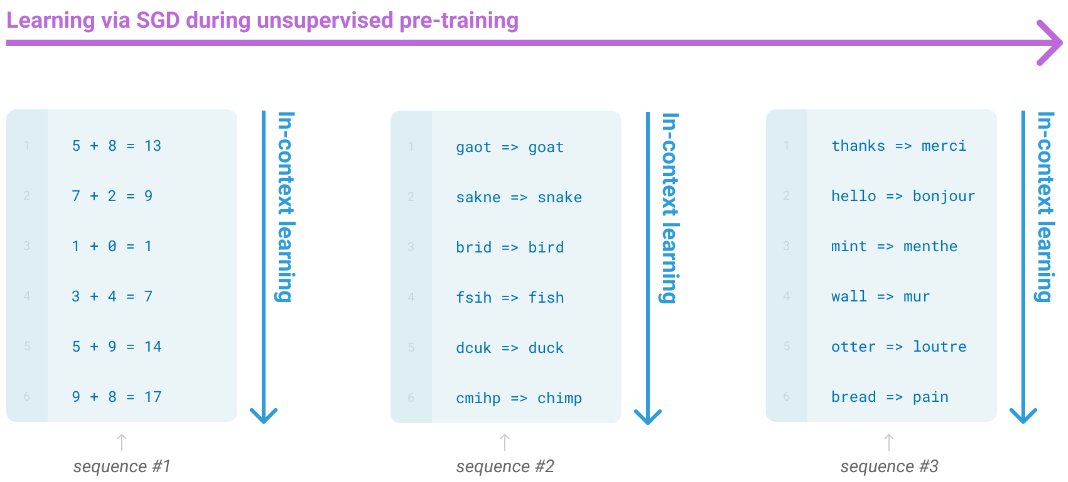 Learning via SGD during unsupervised pre-training
1 5 + 8 = 13
2 7 + 2 = 9
3 1 + 0 = 1
4 3 + 4 = 7
5 5 + 9 = 14
6 9 + 8 = 17
In-context learning
sequence #1
1 gaot => goat
2 sakne => snake
3 brid => bird
4 fsih => fish
5 dcuk => duck
6 cmihp => chimp
In-context learning
sequence #2
1 thanks => merci
2 hello => bonjour
3 mint => menthe
4 wall => mur
5 otter => loutre
6 bread => pain
In-context learning
sequence #3